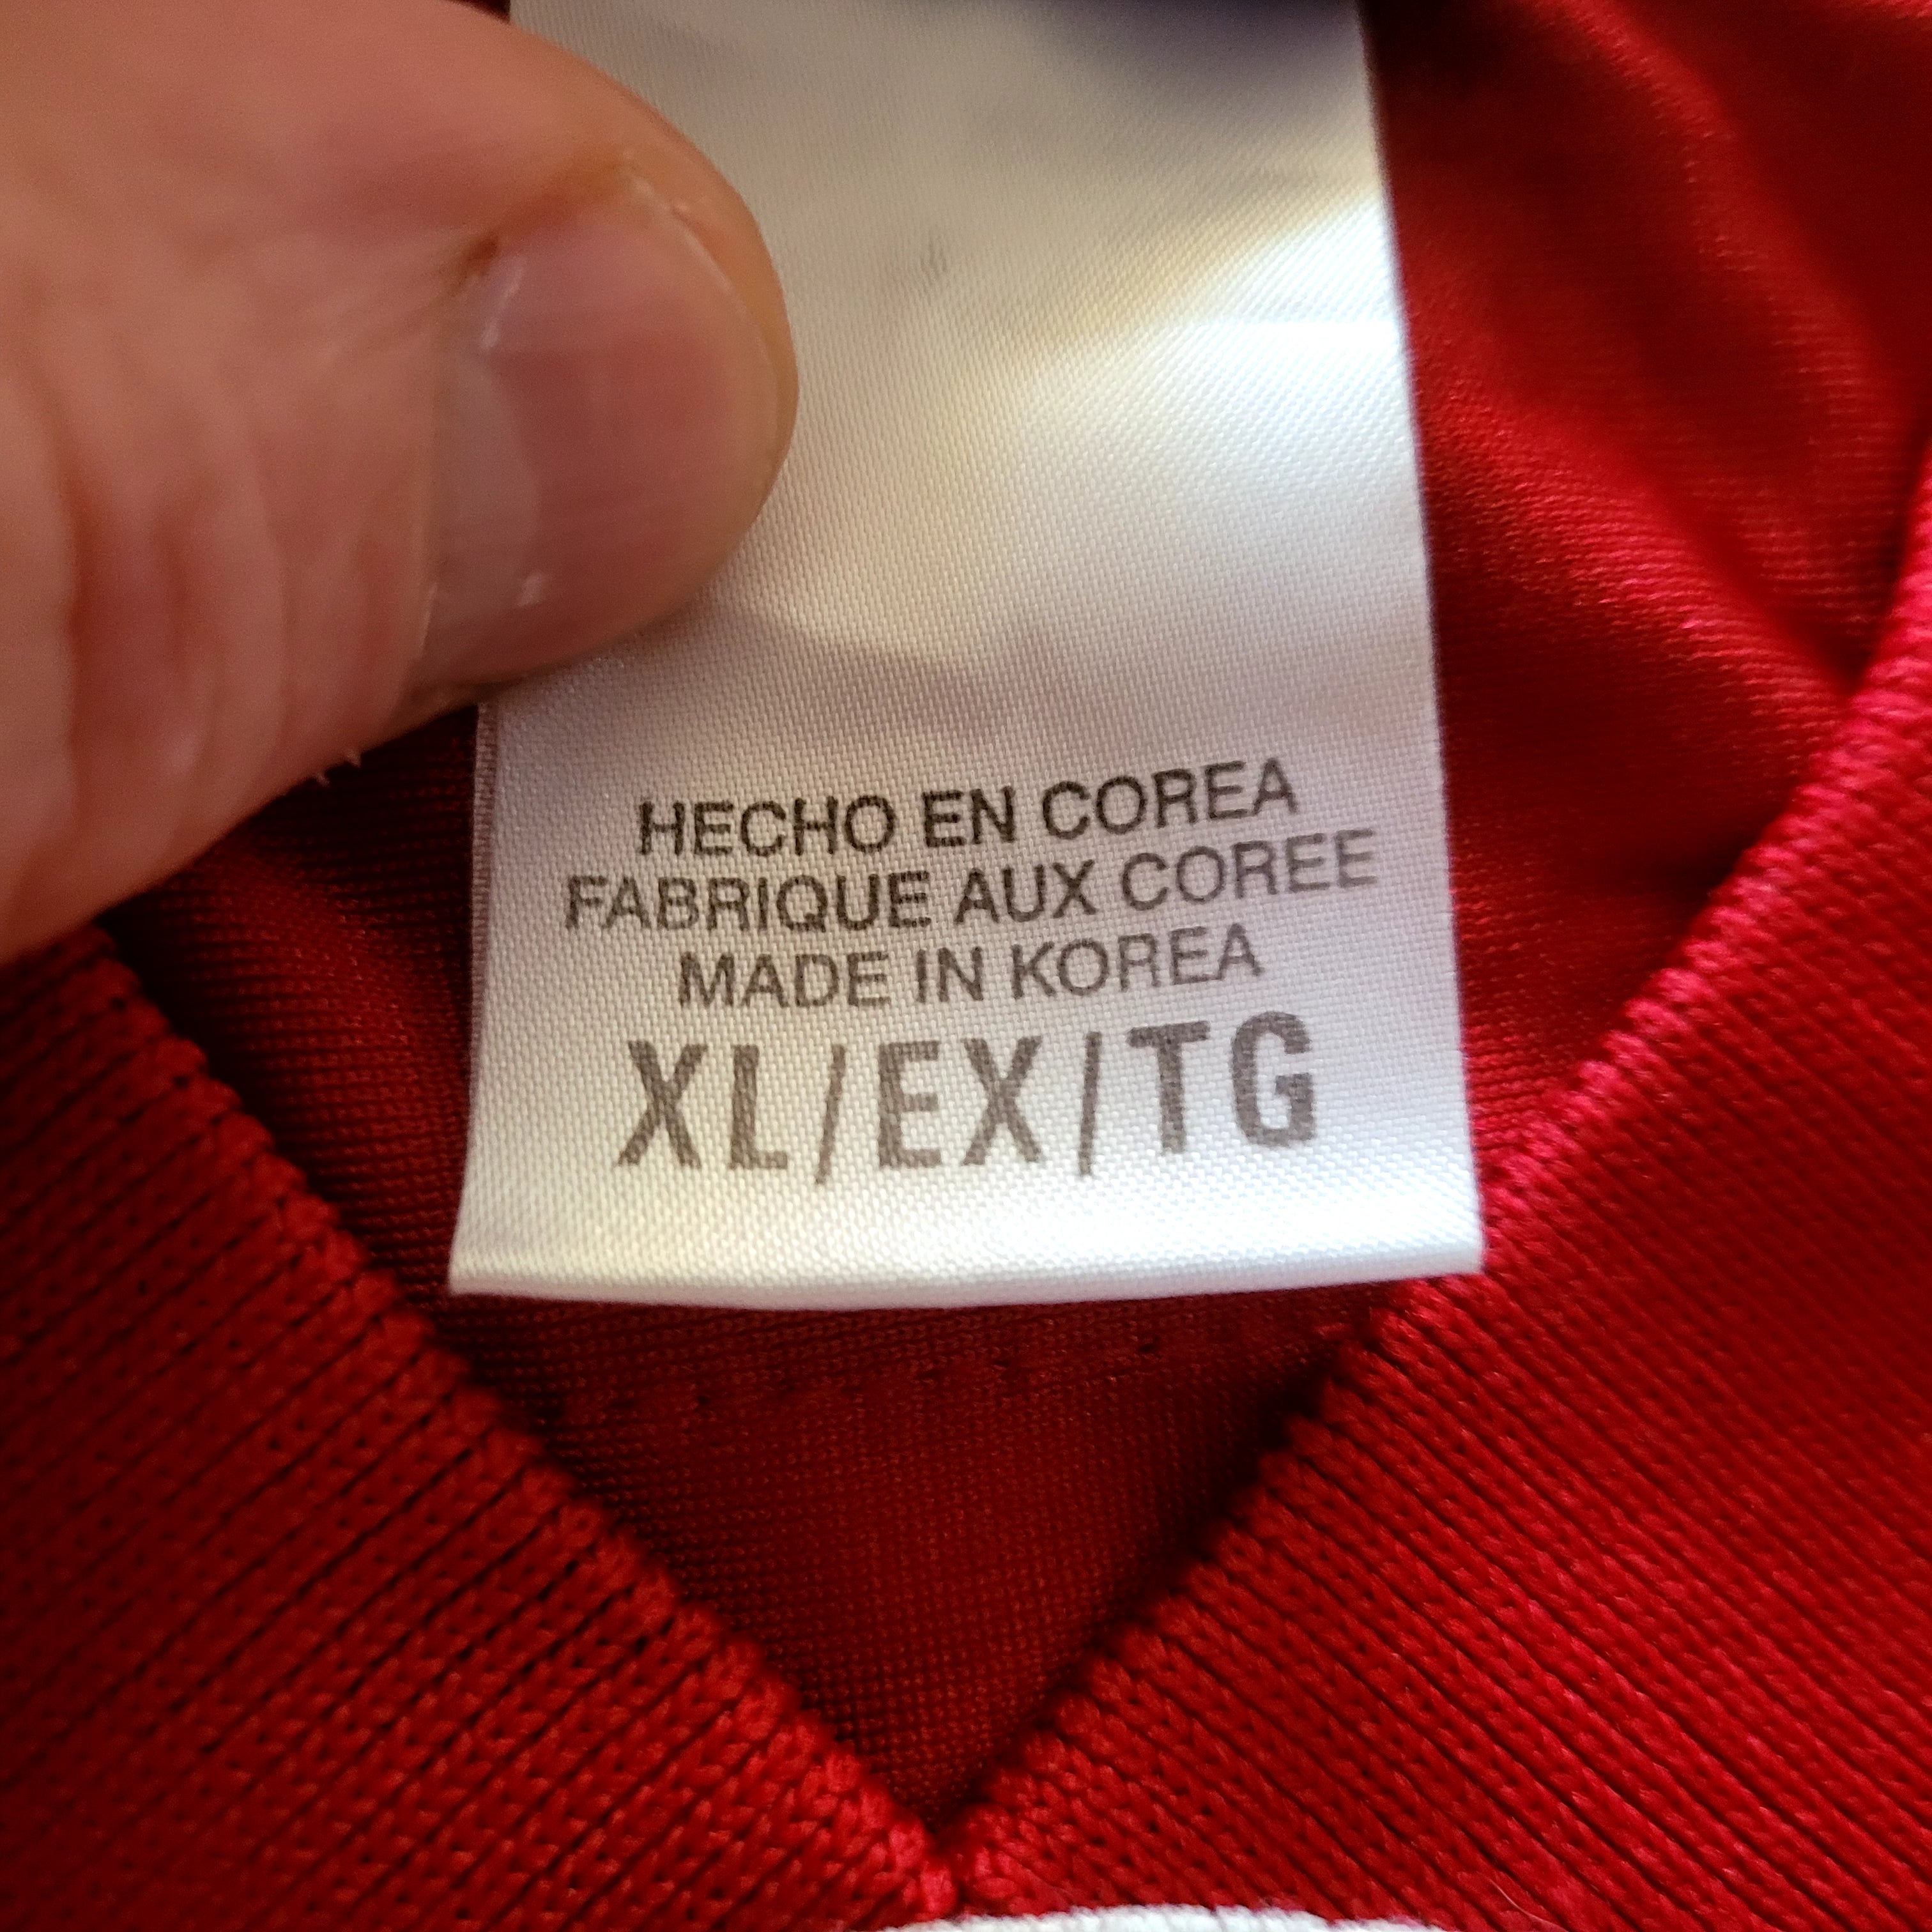 HECHO EN COREA
FABRIQUE AUX COREE
MADE IN KOREA
XL/EX/TG